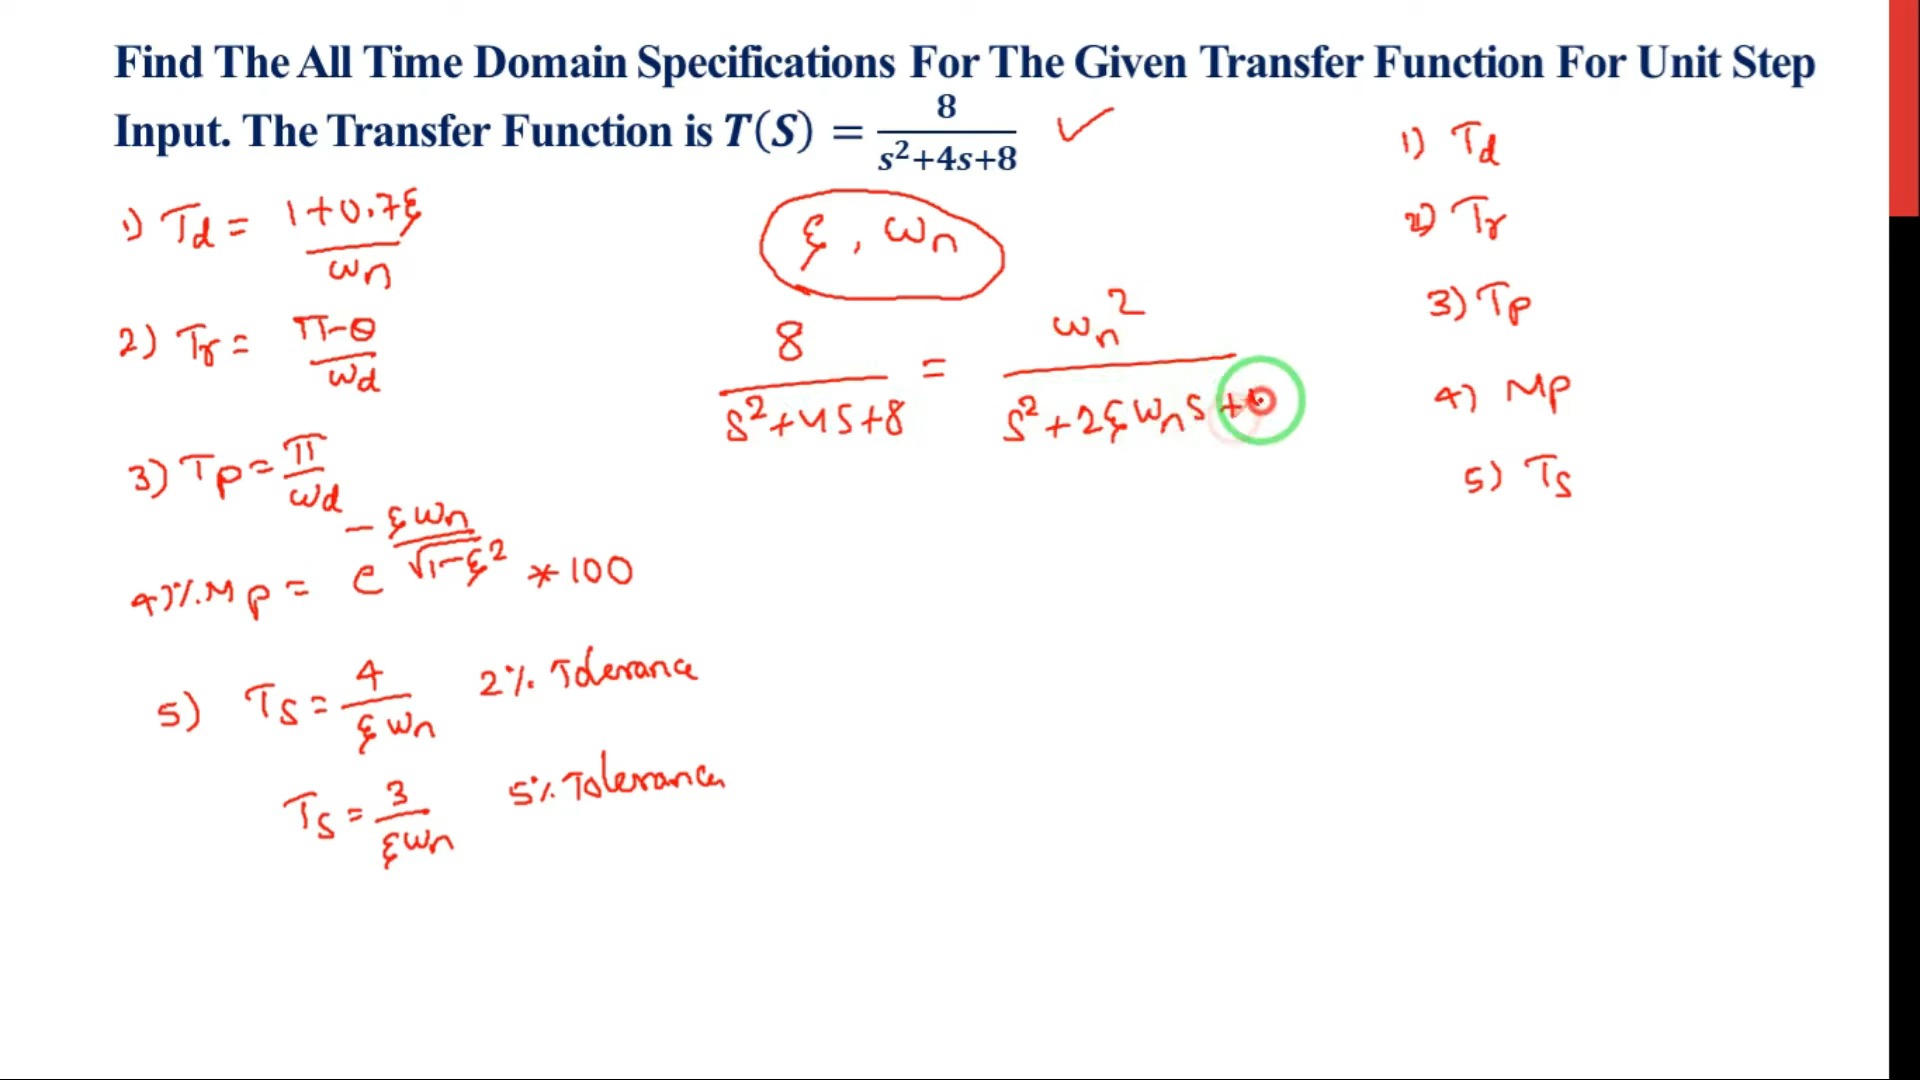 Find The All Time Domain Specifications For The Given Transfer Function For Unit Step
Input. The Transfer Function is T(S) = 8/(s²+4s+8) ✓
1) Td = (1+0.7ξ)/ωn
2) Tr = (π-θ)/ωd
3) Tp = π/ωd
4) %Mp = e^(-ξωn/√(1-ξ²)) * 100
5) Ts = 4/(ξωn) 2% Tolerance
Ts = 3/(ξωn) 5% Tolerance
ξ, ωn
8/(s²+4s+8) = ωn²/(s²+2ξωns+
1) Td
2) Tr
3) Tp
4) Mp
5) Ts